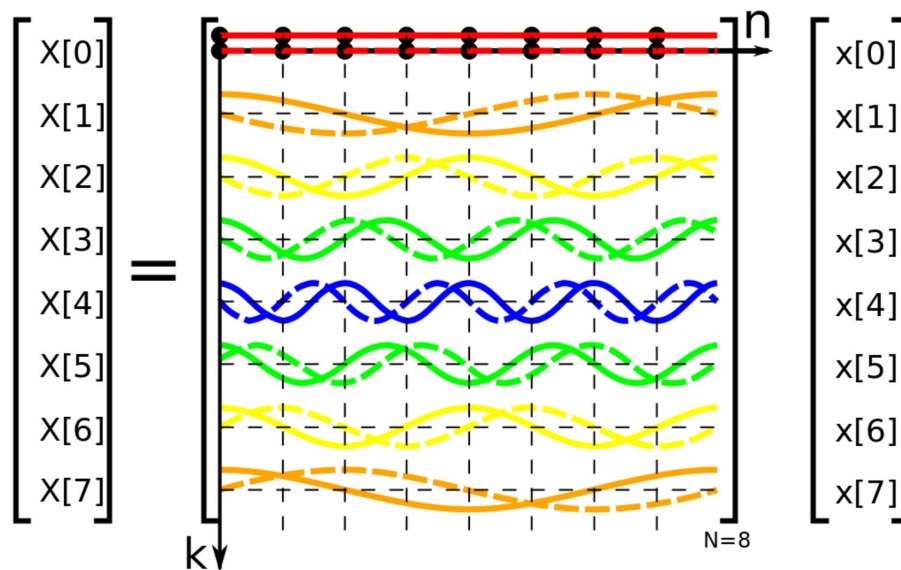 n
X[0] x[0]
X[1] x[1]
X[2] x[2]
X[3] x[3]
=
X[4] x[4]
X[5] x[5]
X[6] x[6]
X[7] x[7]
N=8
k